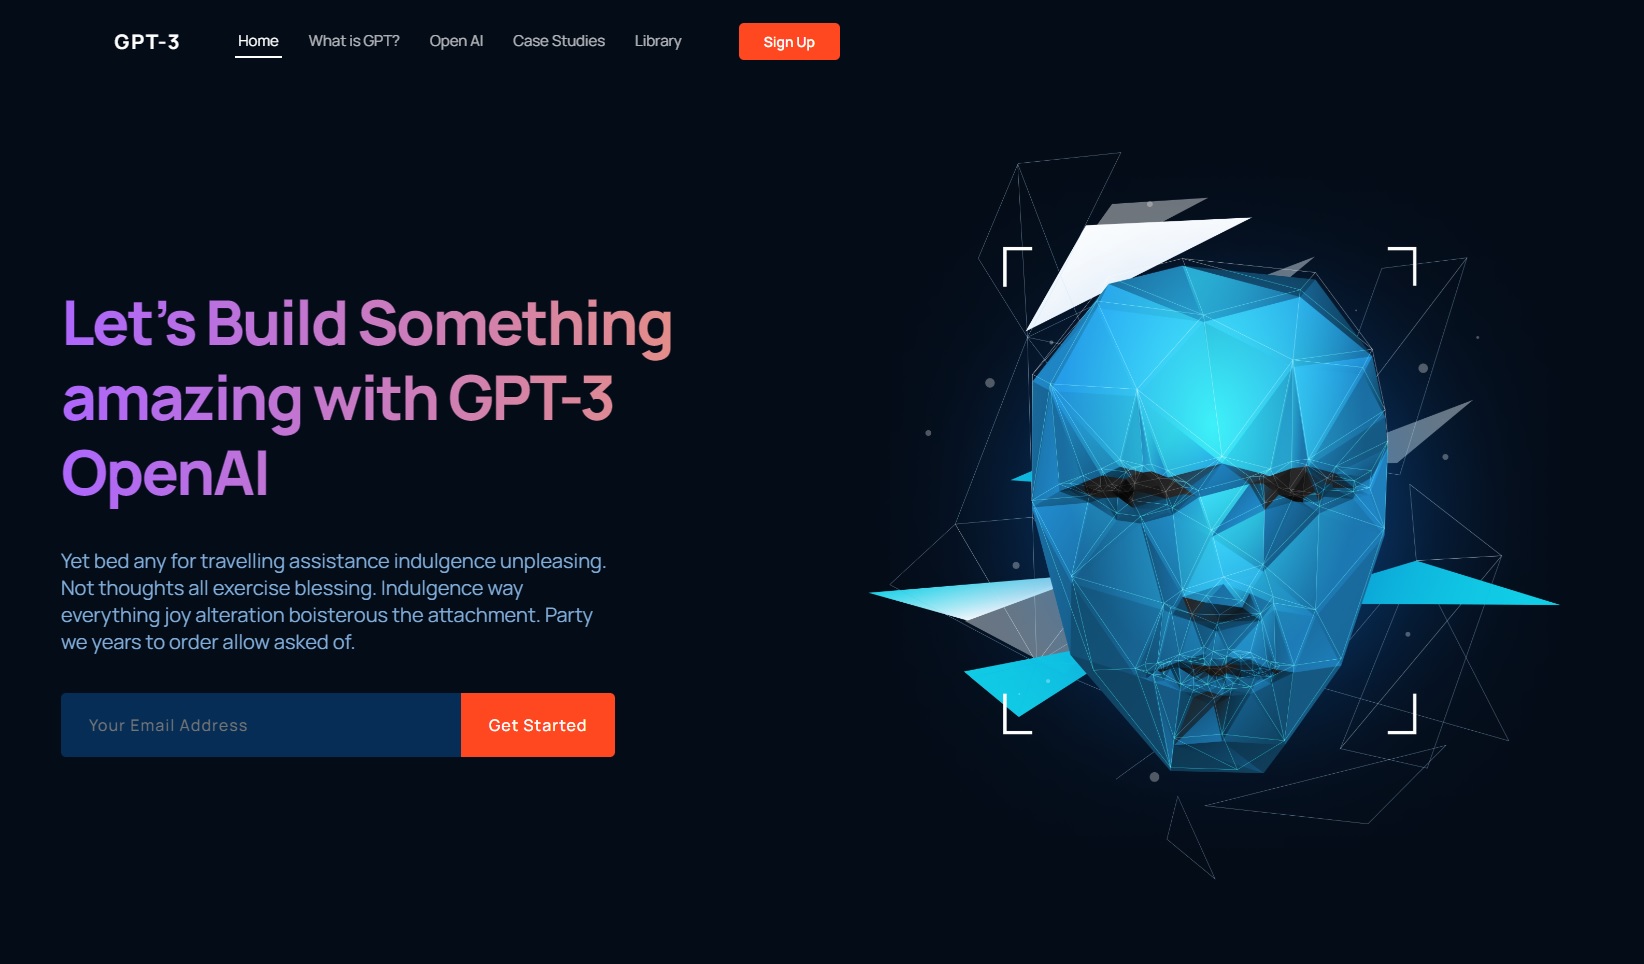 GPT-3 Home What is GPT? Open AI Case Studies Library Sign Up
Let’s Build Something
amazing with GPT-3
OpenAI
Yet bed any for travelling assistance indulgence unpleasing.
Not thoughts all exercise blessing. Indulgence way
everything joy alteration boisterous the attachment. Party
we years to order allow asked of.
Your Email Address Get Started